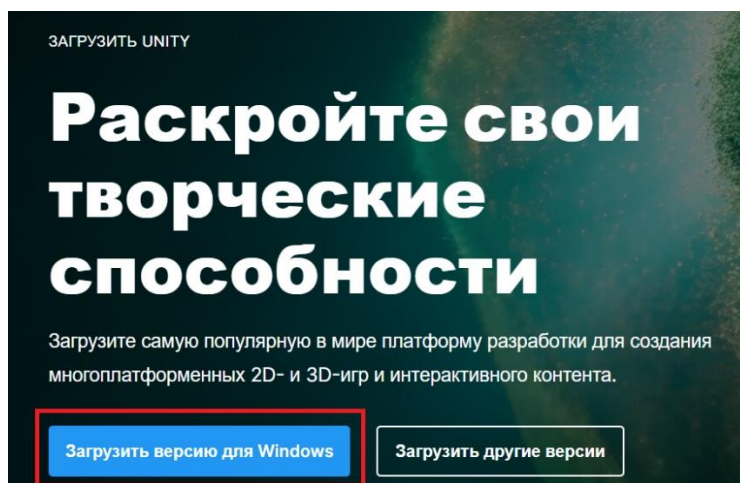 ЗАГРУЗИТЬ UNITY
Раскройте свои
творческие
способности
Загрузите самую популярную в мире платформу разработки для создания
многоплатформенных 2D- и 3D-игр и интерактивного контента.
Загрузить версию для Windows
Загрузить другие версии